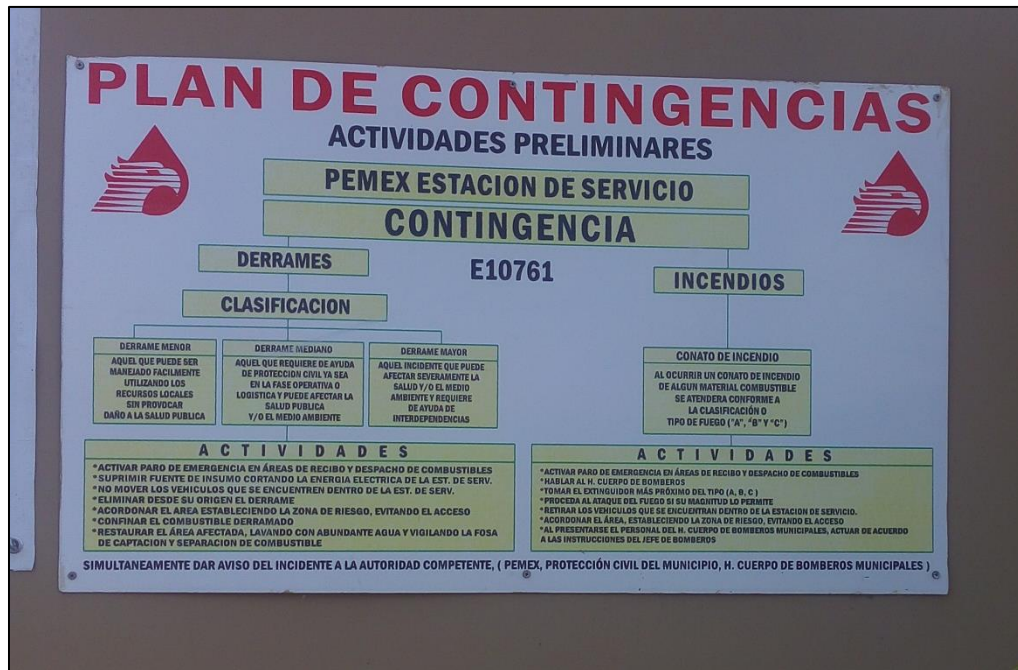 PLAN DE CONTINGENCIAS
ACTIVIDADES PRELIMINARES
PEMEX ESTACION DE SERVICIO
CONTINGENCIA
E10761
DERRAMES
CLASIFICACION
DERRAME MENOR
AQUEL QUE PUEDE SER
MANEJADO FACILMENTE
UTILIZANDO LOS
RECURSOS LOCALES
SIN PROVOCAR
DAÑO A LA SALUD PUBLICA
DERRAME MEDIANO
AQUEL QUE REQUIERE DE AYUDA
DE PROTECCION CIVIL YA SEA
EN LA FASE OPERATIVA O
LOGISTICA Y PUEDE AFECTAR LA
SALUD PUBLICA
Y/O EL MEDIO AMBIENTE
DERRAME MAYOR
AQUEL INCIDENTE QUE PUEDE
AFECTAR SEVERAMENTE LA
SALUD Y/O EL MEDIO
AMBIENTE Y REQUIERE
DE AYUDA DE
INTERDEPENDENCIAS
ACTIVIDADES
*ACTIVAR PARO DE EMERGENCIA EN ÁREAS DE RECIBO Y DESPACHO DE COMBUSTIBLES
*SUPRIMIR FUENTE DE INSUMO CORTANDO LA ENERGIA ELECTRICA DE LA EST. DE SERV.
*NO MOVER LOS VEHICULOS QUE SE ENCUENTREN DENTRO DE LA EST. DE SERV.
*ELIMINAR DESDE SU ORIGEN EL DERRAME
*ACORDONAR EL AREA ESTABLECIENDO LA ZONA DE RIESGO, EVITANDO EL ACCESO
*CONFINAR EL COMBUSTIBLE DERRAMADO
*RESTAURAR EL ÁREA AFECTADA, LAVANDO CON ABUNDANTE AGUA Y VIGILANDO LA FOSA
DE CAPTACION Y SEPARACION DE COMBUSTIBLE
INCENDIOS
CONATO DE INCENDIO
AL OCURRIR UN CONATO DE INCENDIO
DE ALGUN MATERIAL COMBUSTIBLE
SE ATENDERA CONFORME A
LA CLASIFICACIÓN O
TIPO DE FUEGO ("A", "B" Y "C")
ACTIVIDADES
*ACTIVAR PARO DE EMERGENCIA EN ÁREAS DE RECIBO Y DESPACHO DE COMBUSTIBLES
*HABLAR AL H. CUERPO DE BOMBEROS
*TOMAR EL EXTINGUIDOR MÁS PRÓXIMO DEL TIPO (A, B, C )
*PROCEDA AL ATAQUE DEL FUEGO SI SU MAGNITUD LO PERMITE
*RETIRAR LOS VEHICULOS QUE SE ENCUENTRAN DENTRO DE LA ESTACION DE SERVICIO.
*ACORDONAR EL ÁREA, ESTABLECIENDO LA ZONA DE RIESGO, EVITANDO EL ACCESO
*AL PRESENTARSE EL PERSONAL DEL H. CUERPO DE BOMBEROS MUNICIPALES, ACTUAR DE ACUERDO
A LAS INSTRUCCIONES DEL JEFE DE BOMBEROS
SIMULTANEAMENTE DAR AVISO DEL INCIDENTE A LA AUTORIDAD COMPETENTE, ( PEMEX, PROTECCIÓN CIVIL DEL MUNICIPIO, H. CUERPO DE BOMBEROS MUNICIPALES )